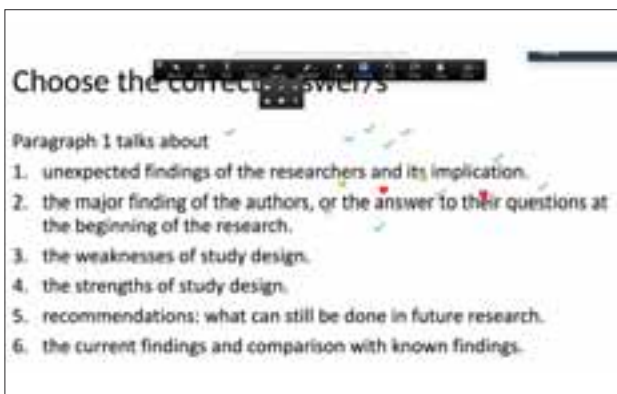 Choose the correct answer/s
Paragraph 1 talks about
1. unexpected findings of the researchers and its implication.
2. the major finding of the authors, or the answer to their questions at
the beginning of the research.
3. the weaknesses of study design.
4. the strengths of study design.
5. recommendations: what can still be done in future research.
6. the current findings and comparison with known findings.